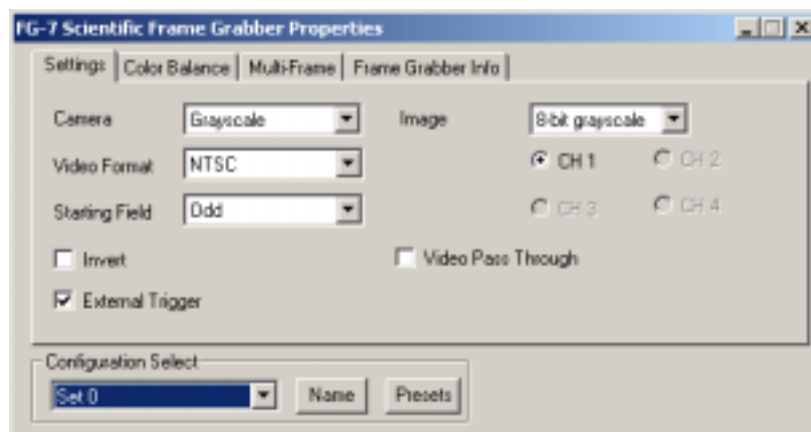 FG-7 Scientific Frame Grabber Properties
Settings Color Balance Multi-Frame Frame Grabber Info
Camera Grayscale Image 8-bit grayscale
Video Format NTSC CH 1 CH 2
Starting Field Odd CH 3 CH 4
Invert Video Pass Through
External Trigger
Configuration Select
Set 0 Name Presets